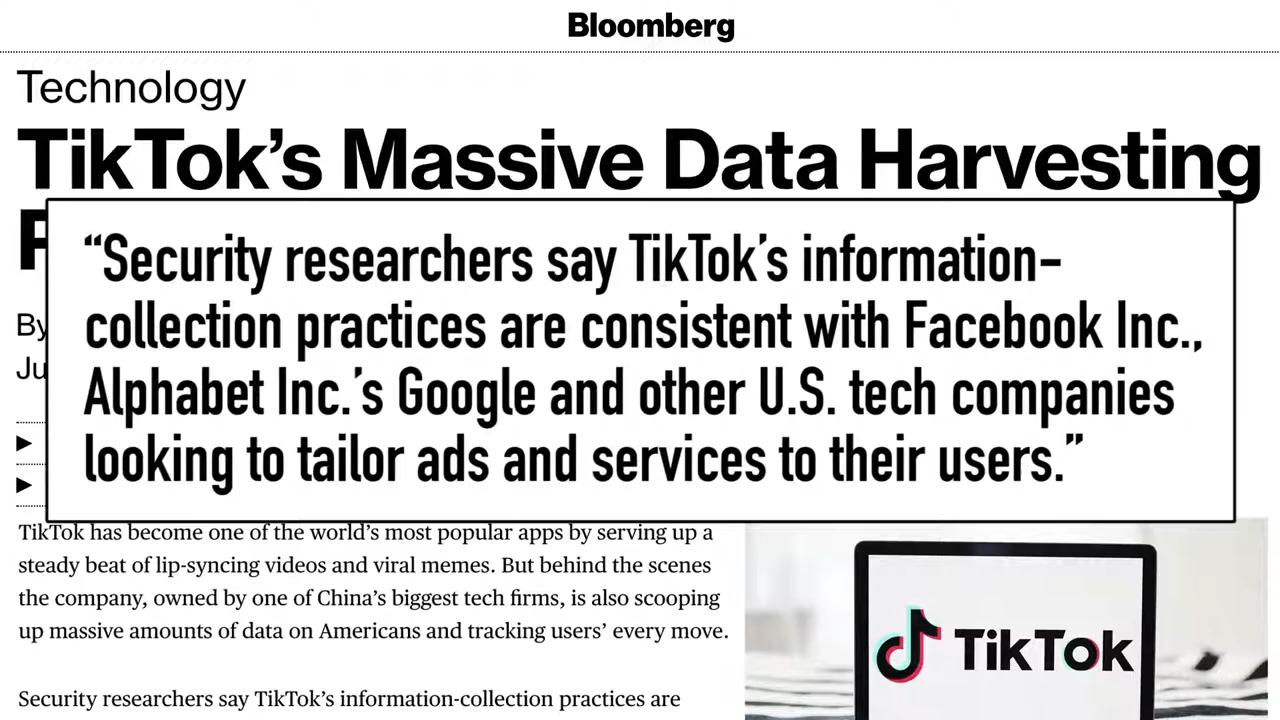 Bloomberg
Technology
TikTok’s Massive Data Harvesting
P
“Security researchers say TikTok’s information-
collection practices are consistent with Facebook Inc.,
Alphabet Inc.’s Google and other U.S. tech companies
looking to tailor ads and services to their users.”
By
Ju
TikTok has become one of the world’s most popular apps by serving up a
steady beat of lip-syncing videos and viral memes. But behind the scenes
the company, owned by one of China’s biggest tech firms, is also scooping
up massive amounts of data on Americans and tracking users’ every move.
Security researchers say TikTok’s information-collection practices are
TikTok